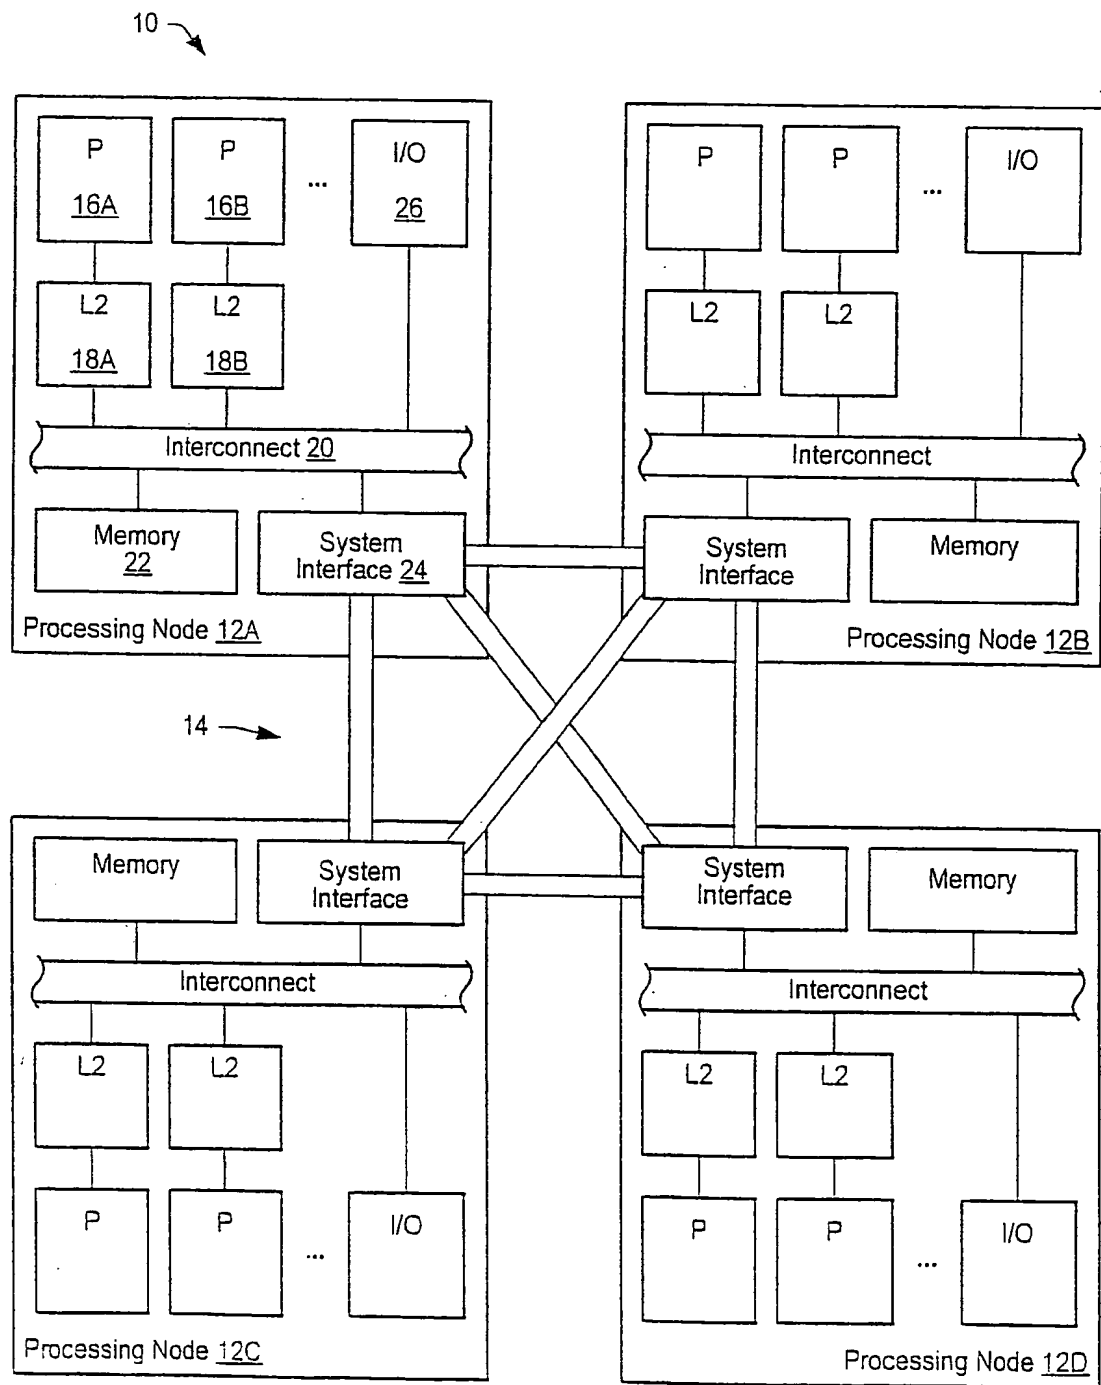 10
P
16A
P
16B
...
I/O
26
L2
18A
L2
18B
Interconnect 20
Memory
22
System
Interface 24
Processing Node 12A
P
P
...
I/O
L2
L2
Interconnect
System
Interface
Memory
Processing Node 12B
14
Memory
System
Interface
Interconnect
L2
L2
P
P
...
I/O
Processing Node 12C
System
Interface
Memory
Interconnect
L2
L2
P
P
...
I/O
Processing Node 12D